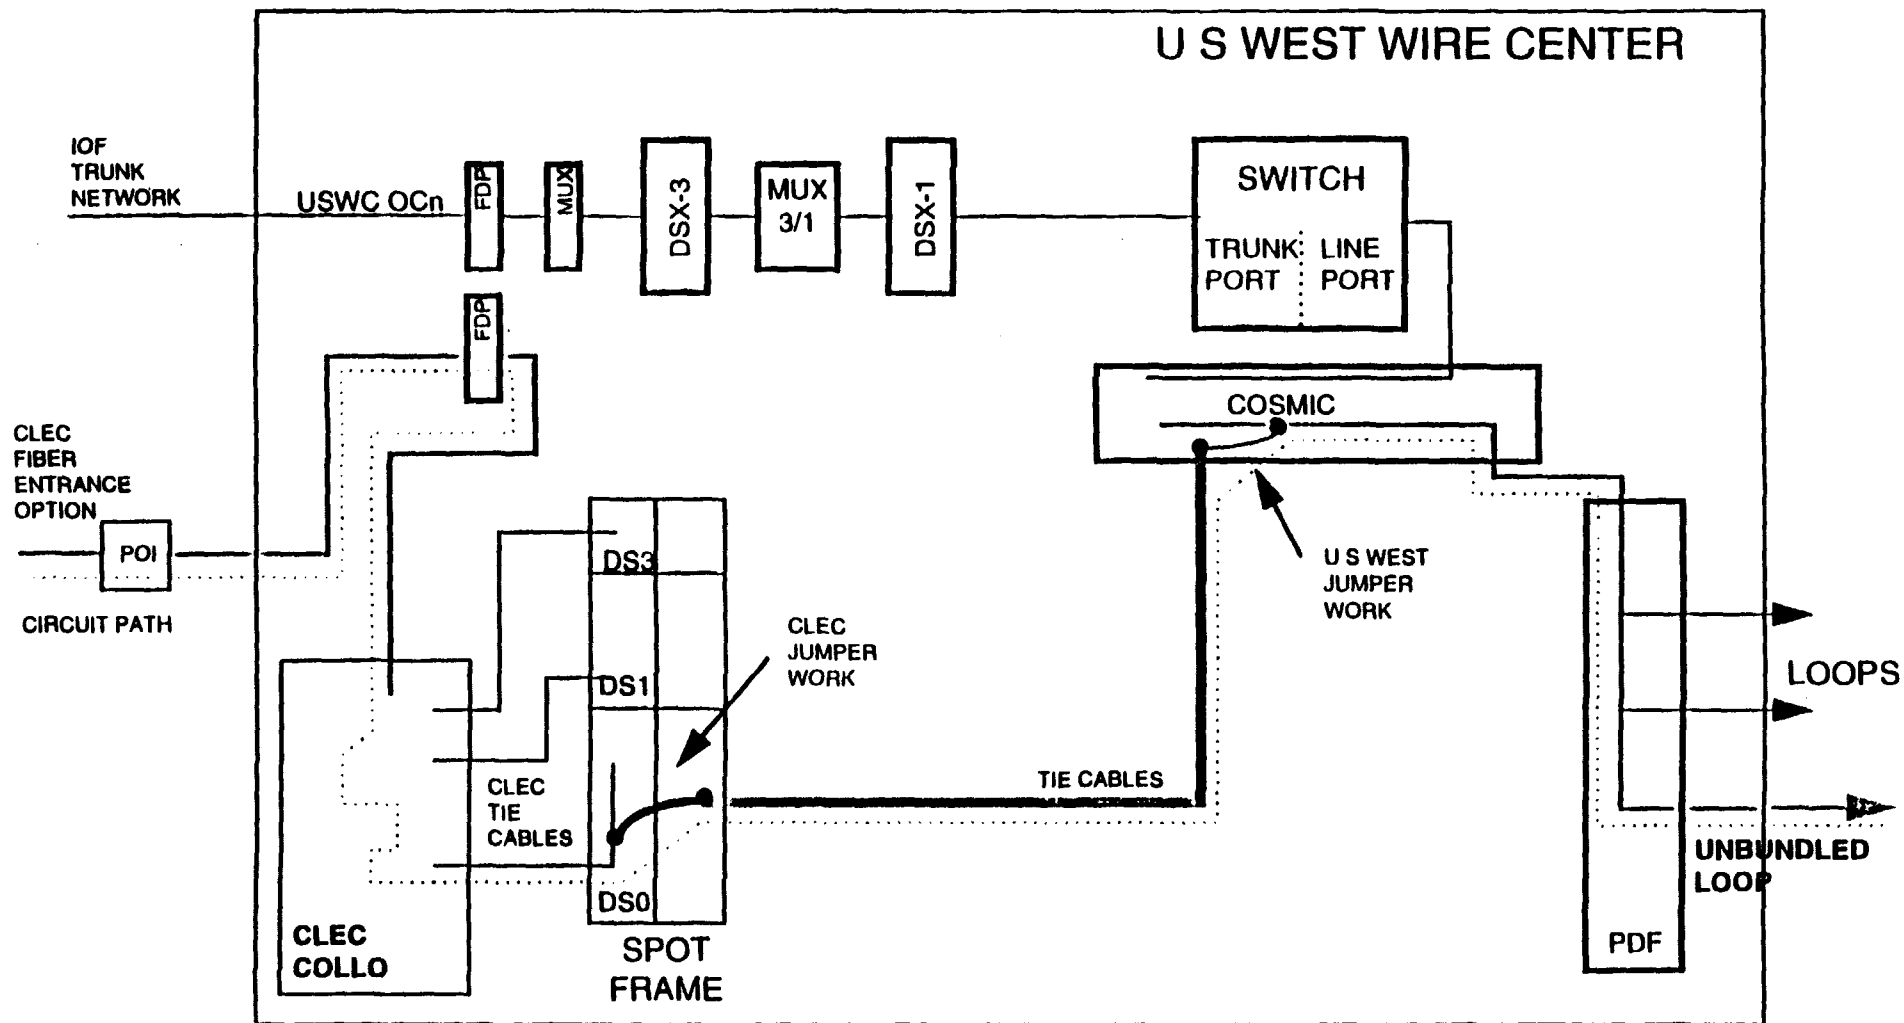 U S WEST WIRE CENTER
IOF
TRUNK
NETWORK
USWC OCn
FDP
MUX
DSX-3
MUX
3/1
DSX-1
SWITCH
TRUNK
PORT
LINE
PORT
FDP
COSMIC
CLEC
FIBER
ENTRANCE
OPTION
POI
CIRCUIT PATH
DS3
U S WEST
JUMPER
WORK
CLEC
JUMPER
WORK
DS1
LOOPS
CLEC
TIE
CABLES
TIE CABLES
UNBUNDLED
LOOP
DS0
CLEC
COLLO
SPOT
FRAME
PDF